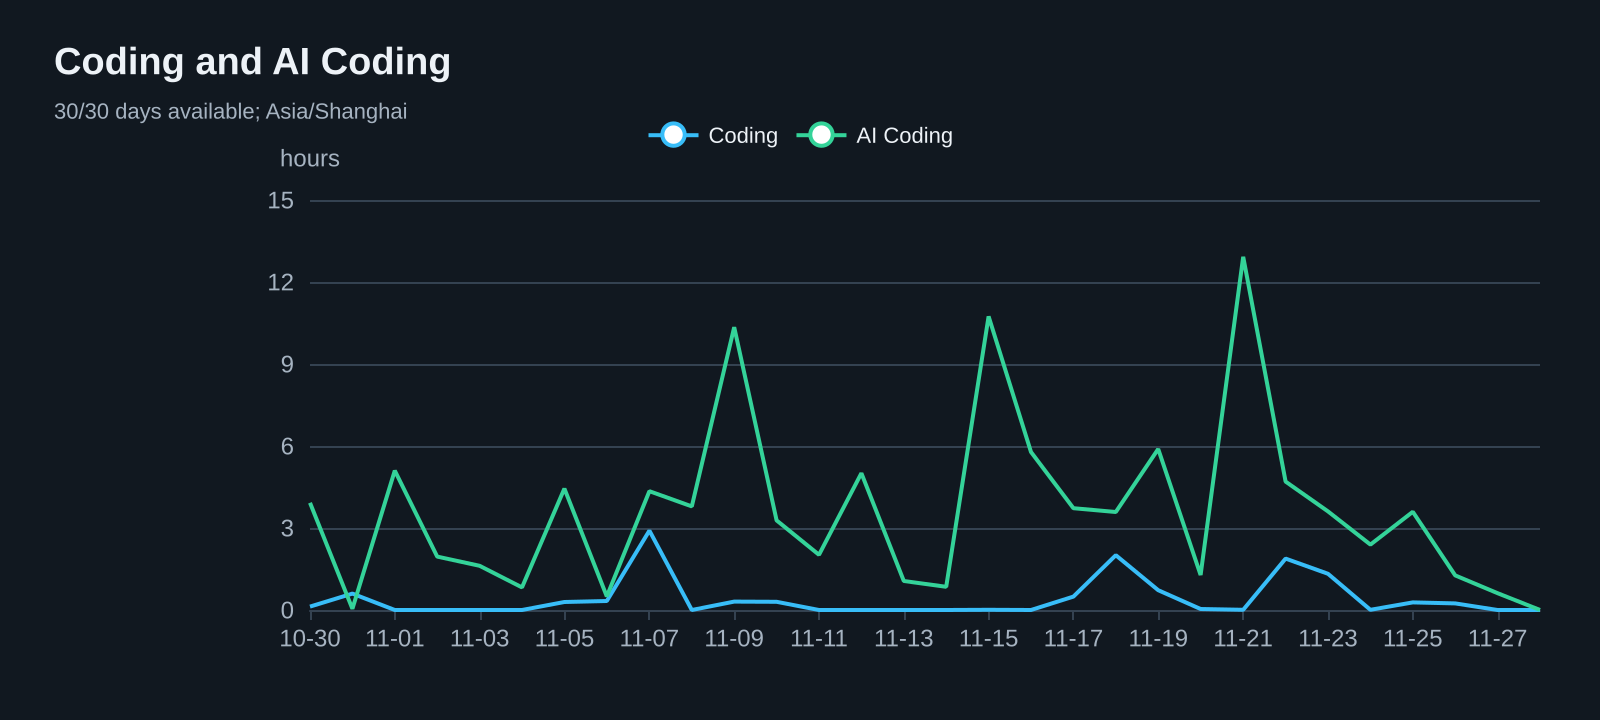 Coding and AI Coding
30/30 days available; Asia/Shanghai
Coding AI Coding
hours
15
12
9
6
3
0
10-30 11-01 11-03 11-05 11-07 11-09 11-11 11-13 11-15 11-17 11-19 11-21 11-23 11-25 11-27